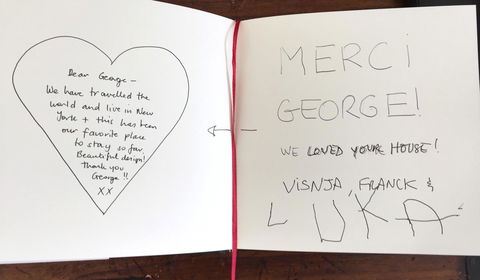 Dear George –
We have travelled the
world and live in New
York + this has been
our favorite place
to stay so far.
Beautiful design!
Thank you
George!!
XX
MERCi
GEORGE!
WE LOVED YOUR HOUSE!
ViSNJA, FRANCK &
LUKA